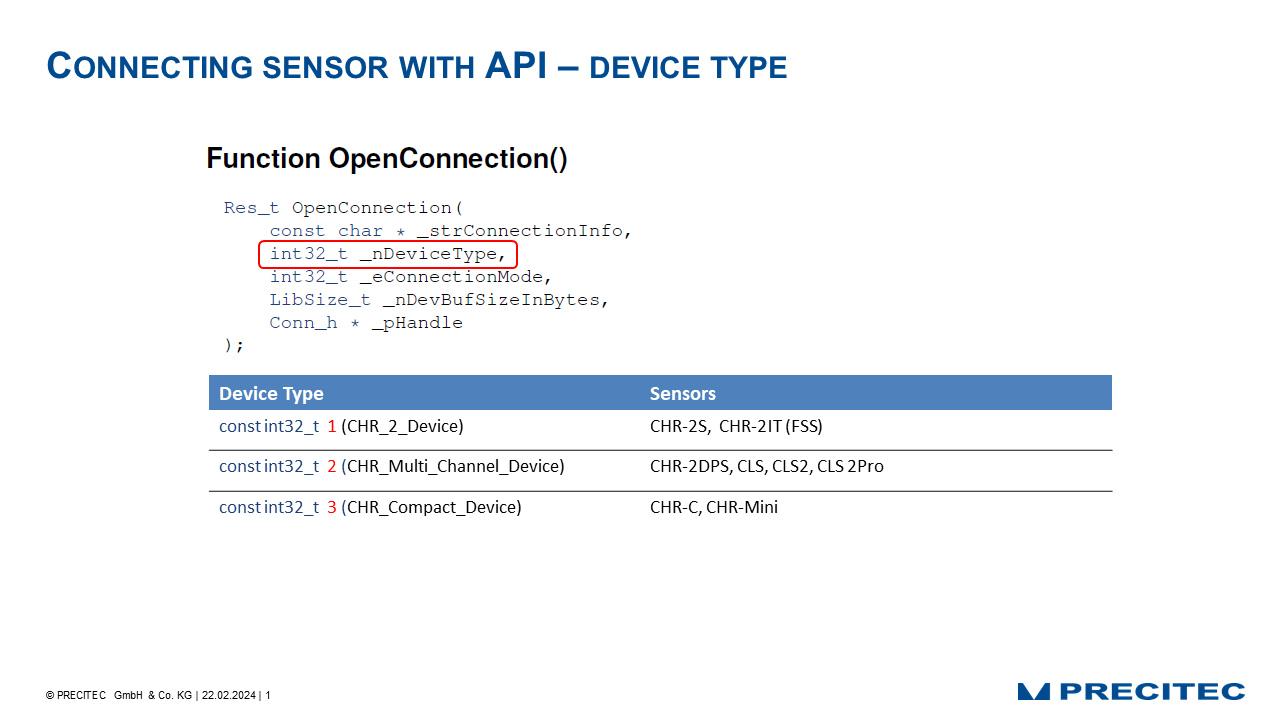 CONNECTING SENSOR WITH API – DEVICE TYPE
Function OpenConnection()
Res_t OpenConnection(
const char * _strConnectionInfo,
int32_t _nDeviceType,
int32_t _eConnectionMode,
LibSize_t _nDevBufSizeInBytes,
Conn_h * _pHandle
);
Device Type Sensors
const int32_t 1 (CHR_2_Device) CHR-2S, CHR-2IT (FSS)
const int32_t 2 (CHR_Multi_Channel_Device) CHR-2DPS, CLS, CLS2, CLS 2Pro
const int32_t 3 (CHR_Compact_Device) CHR-C, CHR-Mini
© PRECITEC GmbH & Co. KG | 22.02.2024 | 1
PRECITEC